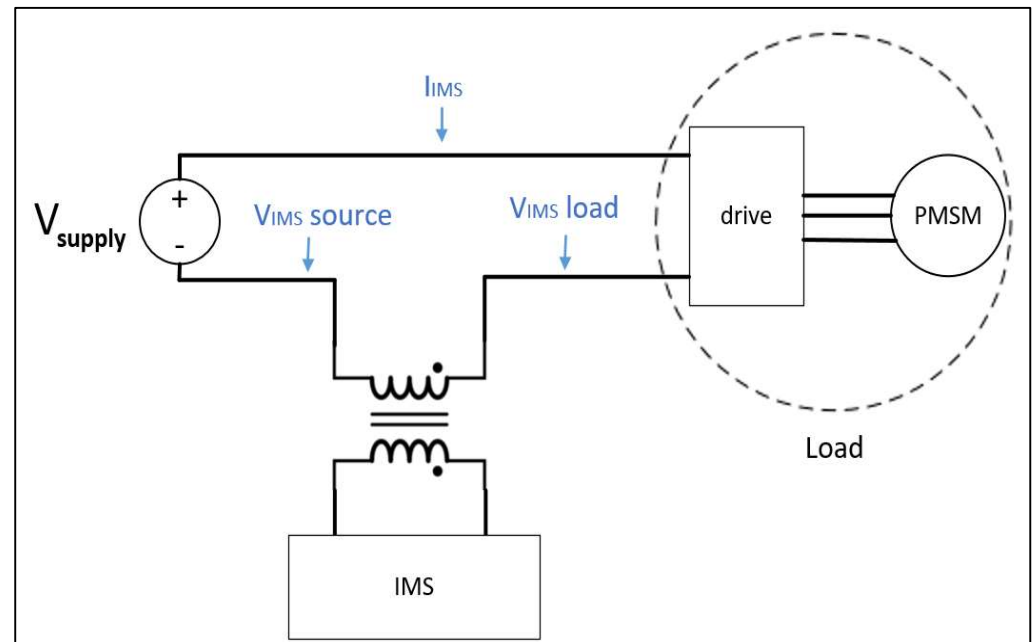 IIMS
+
Vsupply
-
VIMS source
VIMS load
drive
PMSM
Load
IMS